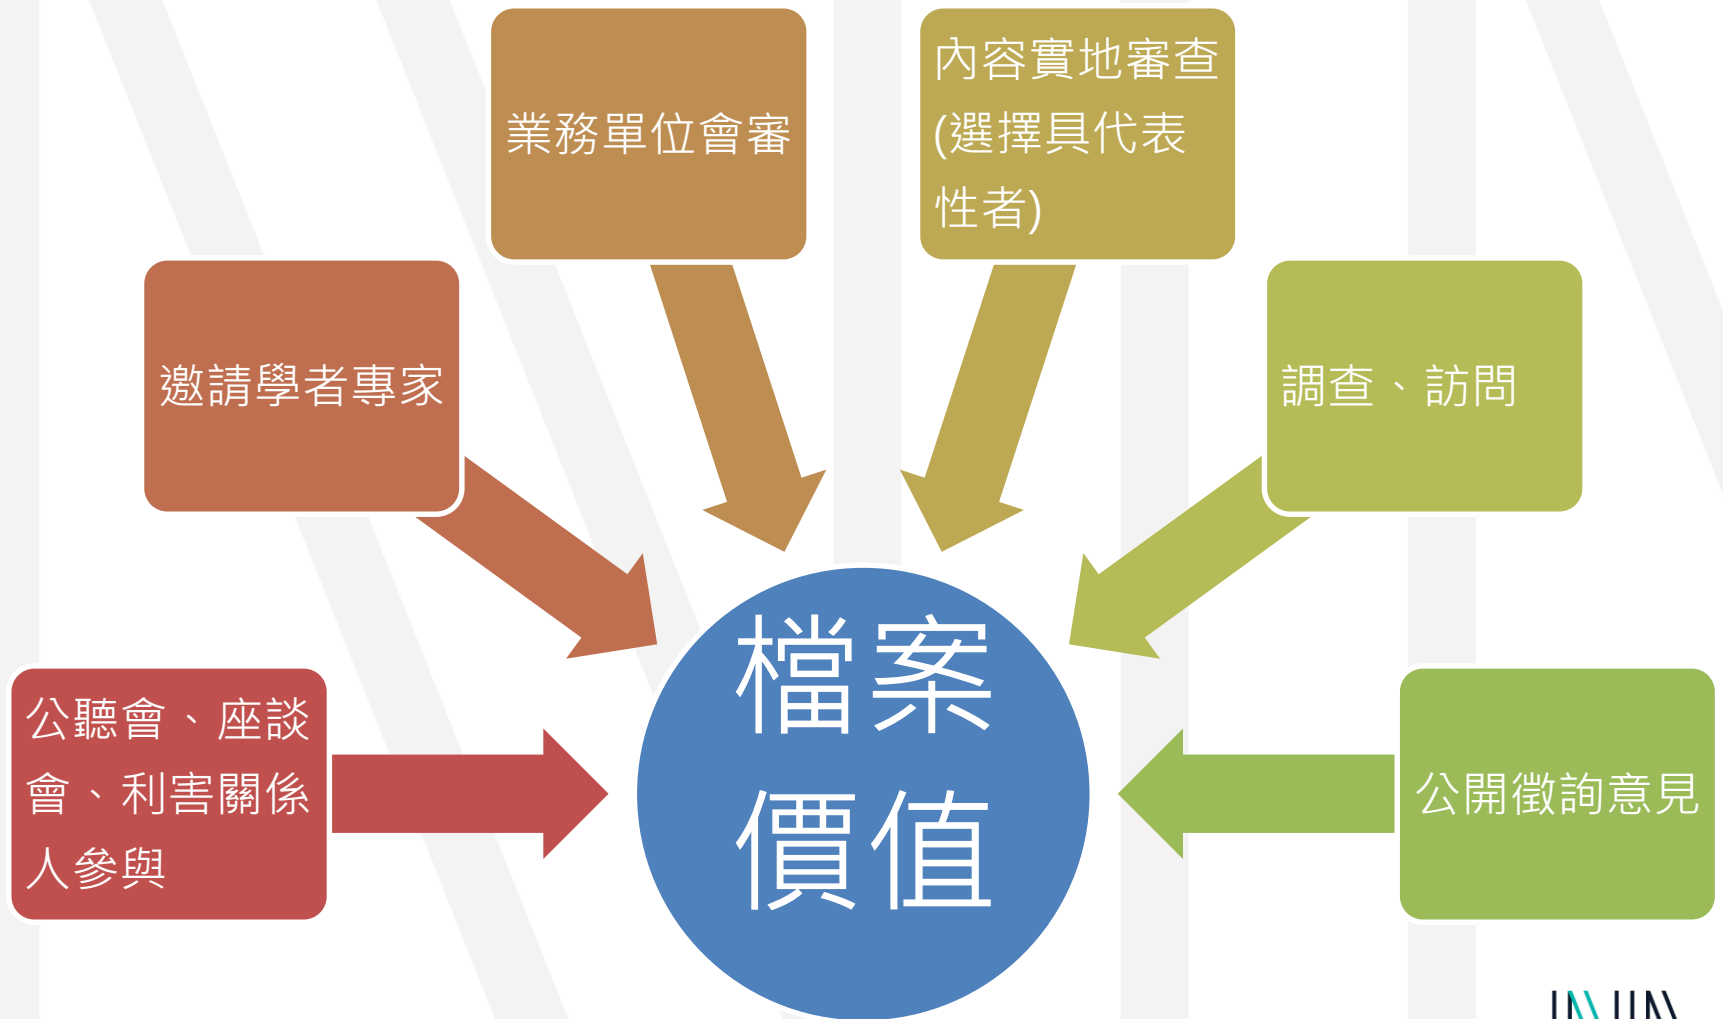 公聽會、座談
會、利害關係
人參與
邀請學者專家
業務單位會審
內容實地審查
(選擇具代表
性者)
調查、訪問
公開徵詢意見
檔案
價值